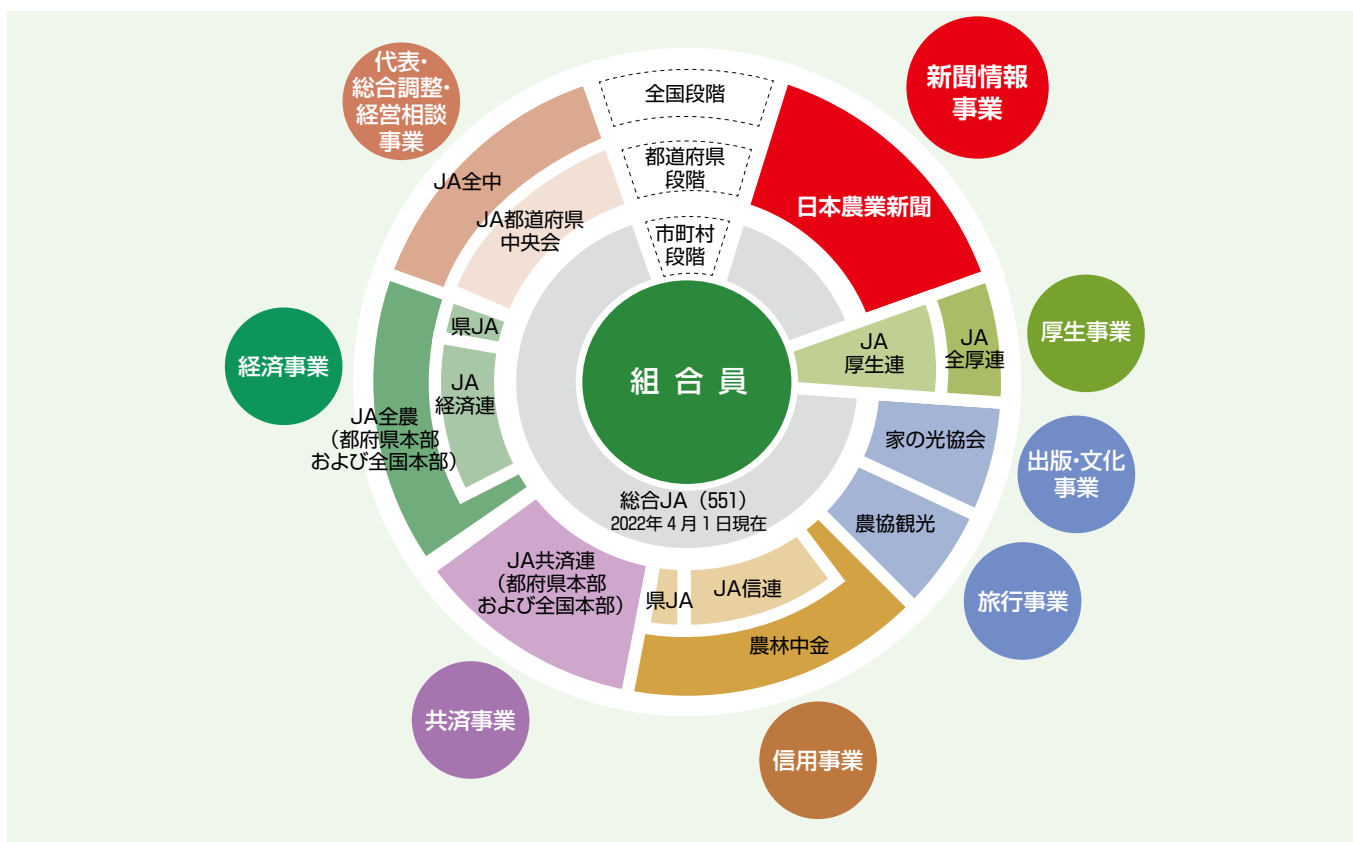 代表・
総合調整・
経営相談
事業
全国段階
都道府県
段階
市町村
段階
新聞情報
事業
日本農業新聞
JA全中
JA都道府県
中央会
県JA
JA
経済連
JA全農
（都府県本部
および全国本部）
経済事業
組合員
JA
厚生連
JA
全厚連
厚生事業
家の光協会
出版・文化
事業
農協観光
旅行事業
総合JA（551）
2022年4月1日現在
JA共済連
（都府県本部
および全国本部）
共済事業
県JA
JA信連
農林中金
信用事業